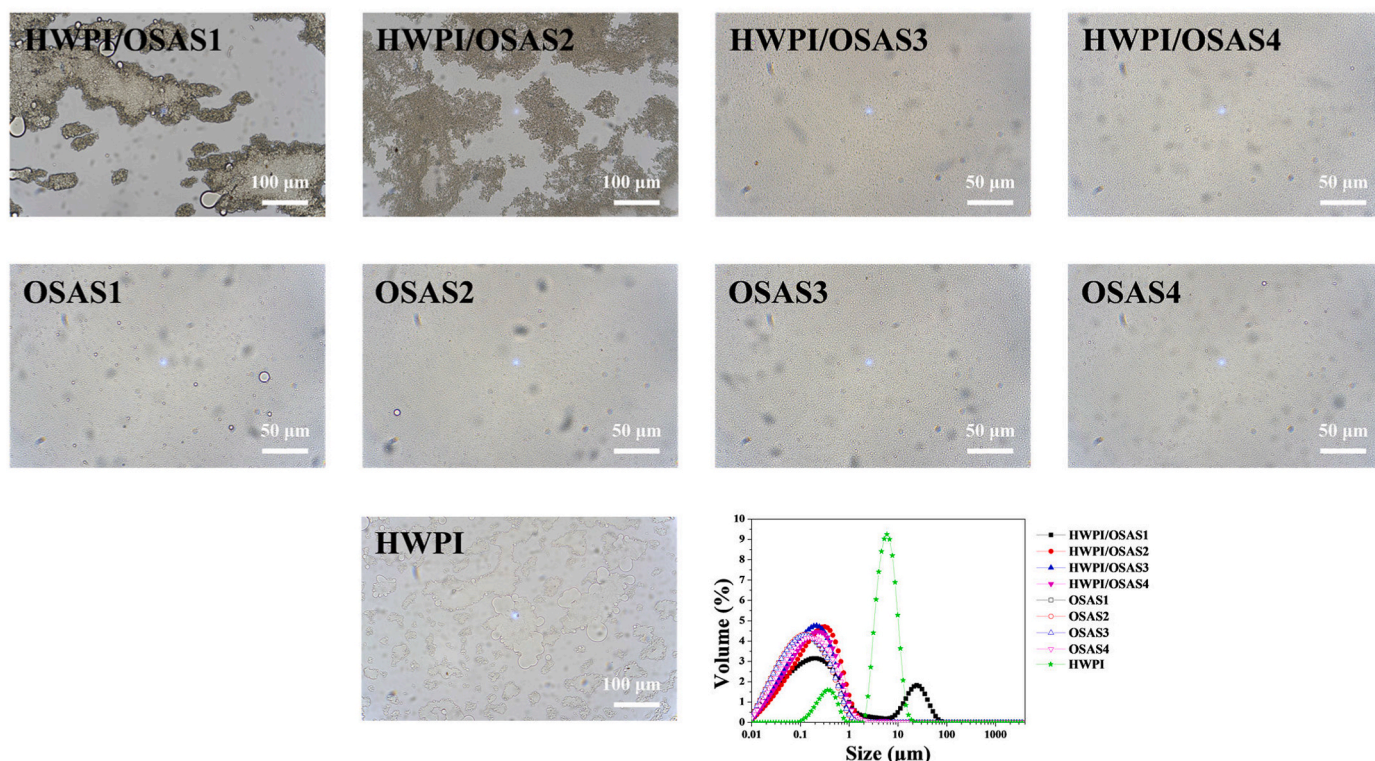 HWPI/OSAS1
100 μm
HWPI/OSAS2
100 μm
HWPI/OSAS3
50 μm
HWPI/OSAS4
50 μm
OSAS1
50 μm
OSAS2
50 μm
OSAS3
50 μm
OSAS4
50 μm
HWPI
100 μm
Volume (%)
10
9
8
7
6
5
4
3
2
1
0
0.01 0.1 1 10 100 1000
Size (μm)
HWPI/OSAS1
HWPI/OSAS2
HWPI/OSAS3
HWPI/OSAS4
OSAS1
OSAS2
OSAS3
OSAS4
HWPI